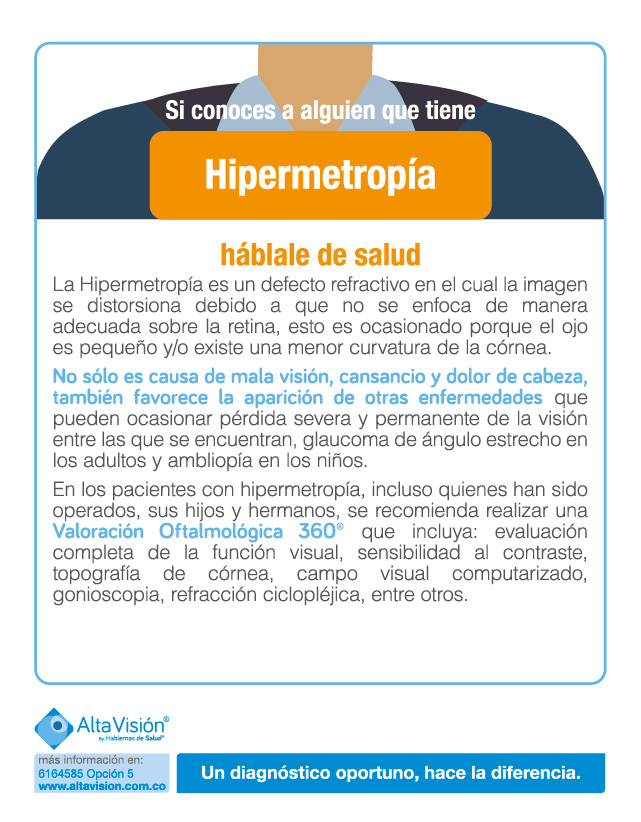 Si conoces a alguien que tiene
Hipermetropía
háblale de salud
La Hipermetropía es un defecto refractivo en el cual la imagen
se distorsiona debido a que no se enfoca de manera
adecuada sobre la retina, esto es ocasionado porque el ojo
es pequeño y/o existe una menor curvatura de la córnea.
No sólo es causa de mala visión, cansancio y dolor de cabeza,
también favorece la aparición de otras enfermedades que
pueden ocasionar pérdida severa y permanente de la visión
entre las que se encuentran, glaucoma de ángulo estrecho en
los adultos y ambliopía en los niños.
En los pacientes con hipermetropía, incluso quienes han sido
operados, sus hijos y hermanos, se recomienda realizar una
Valoración Oftalmológica 360® que incluya: evaluación
completa de la función visual, sensibilidad al contraste,
topografía de córnea, campo visual computarizado,
gonioscopia, refracción ciclopléjica, entre otros.
AltaVisión®
By: Hablemos de Salud®
más información en:
6164585 Opción 5
www.altavision.com.co
Un diagnóstico oportuno, hace la diferencia.